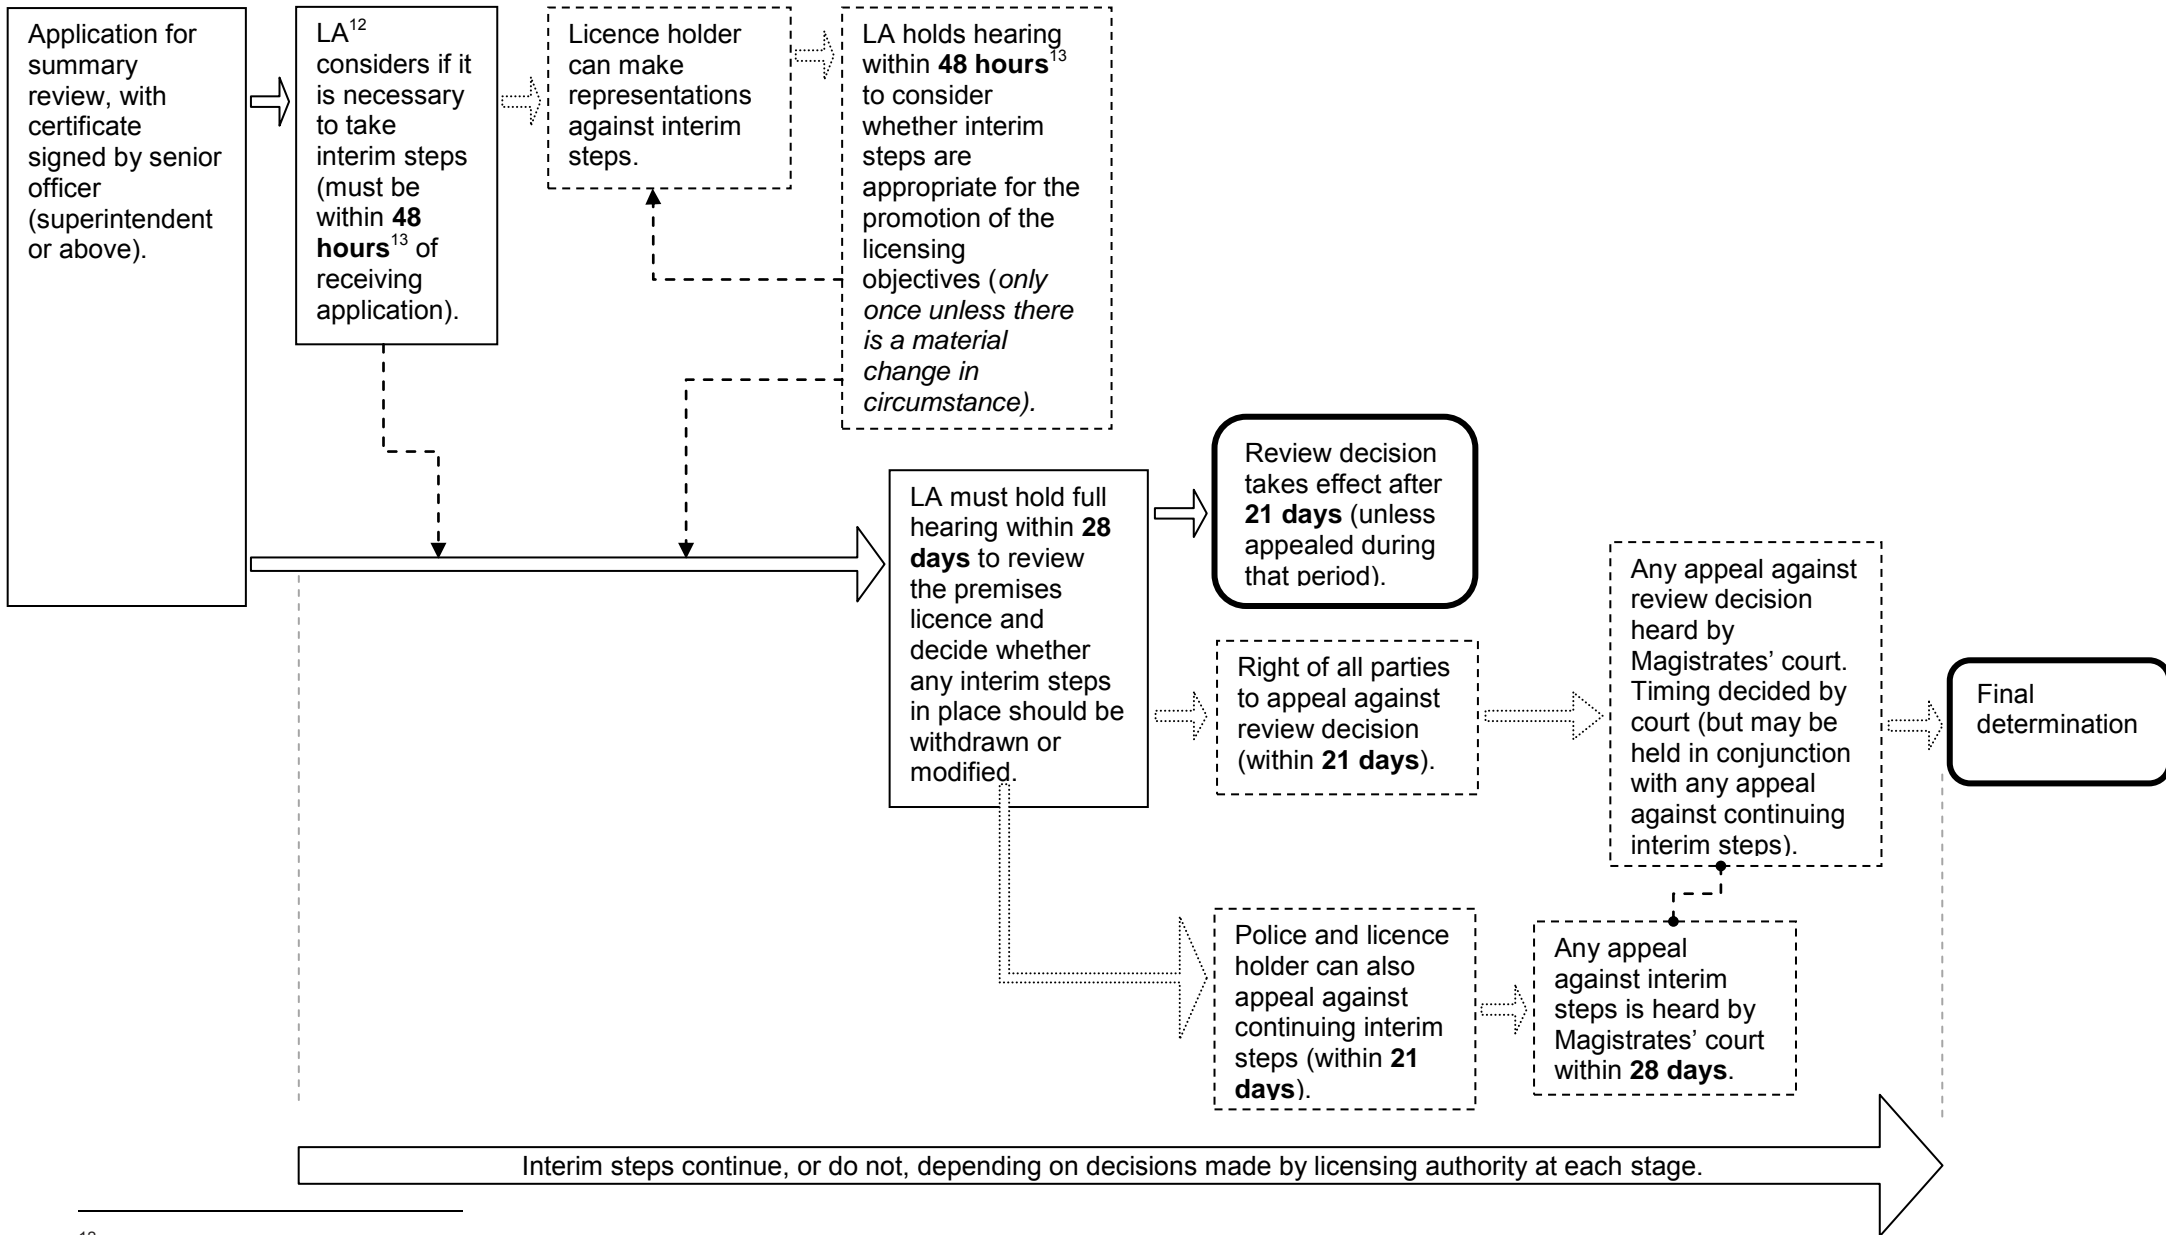 Application for
summary
review, with
certificate
signed by senior
officer
(superintendent
or above).
LA12
considers if it
is necessary
to take
interim steps
(must be
within 48
hours13 of
receiving
application).
Licence holder
can make
representations
against interim
steps.
LA holds hearing
within 48 hours13
to consider
whether interim
steps are
appropriate for the
promotion of the
licensing
objectives (only
once unless there
is a material
change in
circumstance).
LA must hold full
hearing within 28
days to review
the premises
licence and
decide whether
any interim steps
in place should be
withdrawn or
modified.
Review decision
takes effect after
21 days (unless
appealed during
that period).
Right of all parties
to appeal against
review decision
(within 21 days).
Any appeal against
review decision
heard by
Magistrates’ court.
Timing decided by
court (but may be
held in conjunction
with any appeal
against continuing
interim steps).
Final
determination
Police and licence
holder can also
appeal against
continuing interim
steps (within 21
days).
Any appeal
against interim
steps is heard by
Magistrates’ court
within 28 days.
Interim steps continue, or do not, depending on decisions made by licensing authority at each stage.